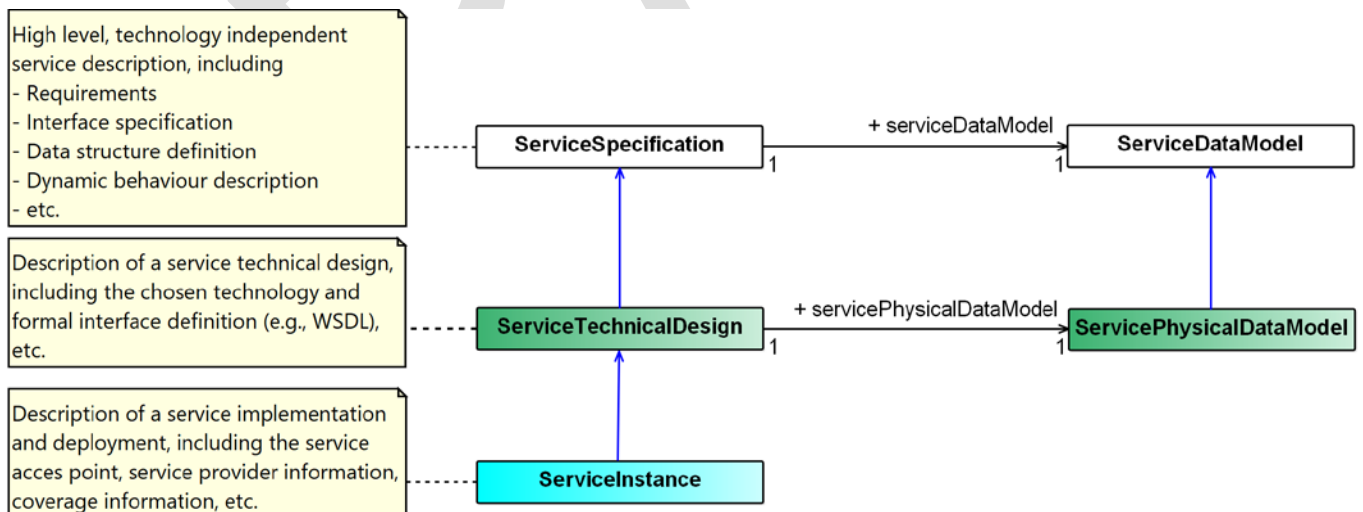 High level, technology independent
service description, including
- Requirements
- Interface specification
- Data structure definition
- Dynamic behaviour description
- etc.
ServiceSpecification
1
+ serviceDataModel
1
ServiceDataModel
Description of a service technical design,
including the chosen technology and
formal interface definition (e.g., WSDL),
etc.
ServiceTechnicalDesign
1
+ servicePhysicalDataModel
1
ServicePhysicalDataModel
Description of a service implementation
and deployment, including the service
acces point, service provider information,
coverage information, etc.
ServiceInstance